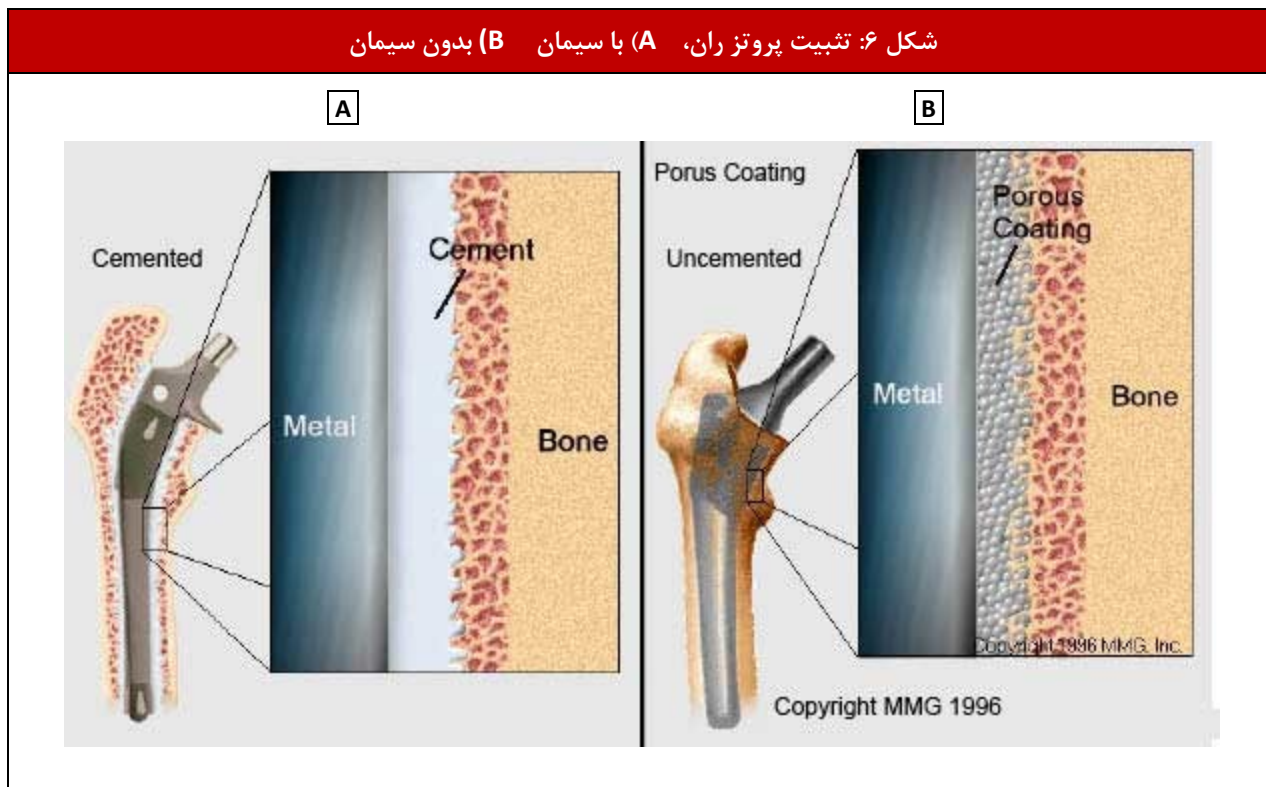 شکل ۶: تثبیت پروتز ران، A) با سیمان B) بدون سیمان
A
B
Cemented
Cement
Metal
Bone
Porus Coating
Uncemented
Porous
Coating
Metal
Bone
Copyright 1996 MMG, Inc.
Copyright MMG 1996